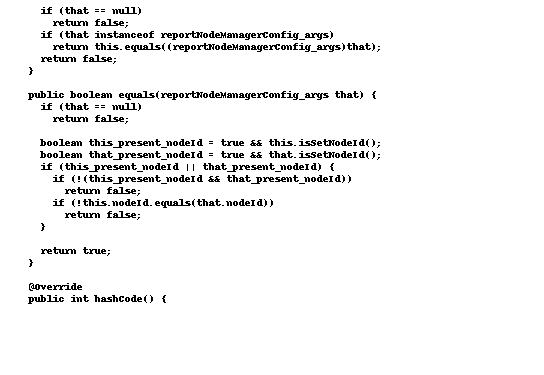 if (that == null)
return false;
if (that instanceof reportNodeManagerConfig_args)
return this.equals((reportNodeManagerConfig_args)that);
return false;
}
public boolean equals(reportNodeManagerConfig_args that) {
if (that == null)
return false;
boolean this_present_nodeId = true && this.isSetNodeId();
boolean that_present_nodeId = true && that.isSetNodeId();
if (this_present_nodeId || that_present_nodeId) {
if (!(this_present_nodeId && that_present_nodeId))
return false;
if (!this.nodeId.equals(that.nodeId))
return false;
}
return true;
}
@Override
public int hashCode() {